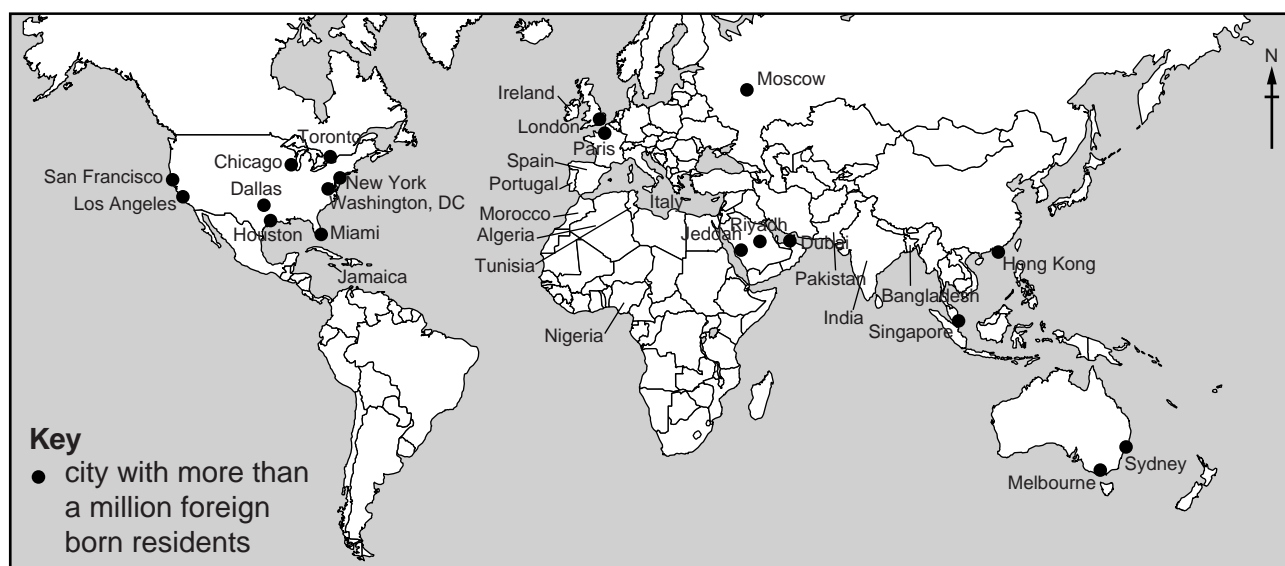 Moscow
N
Ireland
London
Toronto
Paris
Chicago
Spain
San Francisco
New York
Dallas
Portugal
Washington, DC
Los Angeles
Italy
Morocco
Riyadh
Houston
Miami
Algeria
Jeddah
Dubai
Hong Kong
Tunisia
Jamaica
Pakistan
Bangladesh
India
Singapore
Nigeria
Key
city with more than
a million foreign
born residents
Sydney
Melbourne